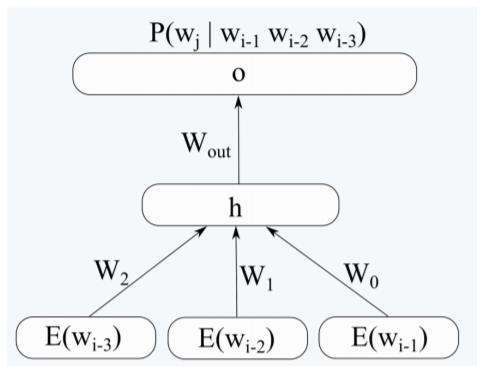 P(wj | wi-1 wi-2 wi-3)
o
Wout
h
W2 W1 W0
E(wi-3) E(wi-2) E(wi-1)